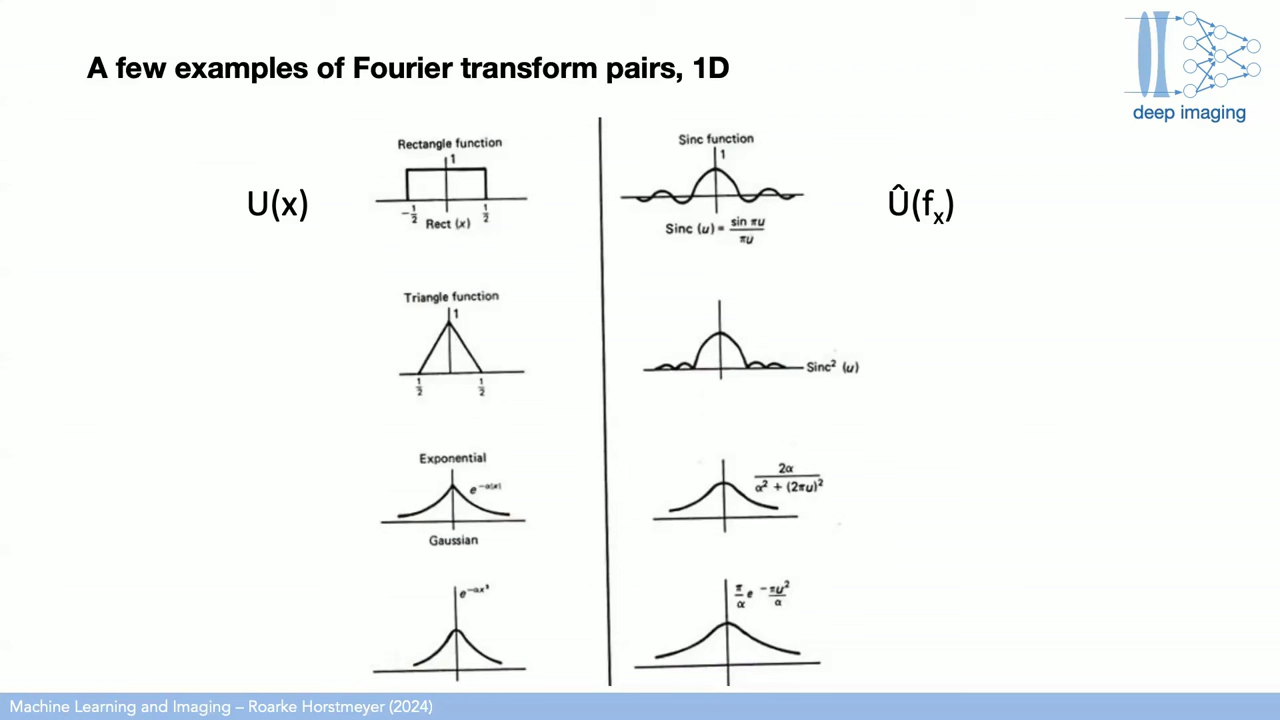 A few examples of Fourier transform pairs, 1D
deep imaging
U(x)
Rectangle function
1
-1/2
1/2
Rect (x)
Sinc function
1
Sinc (u) = sin πu / πu
Û(fₓ)
Triangle function
1
1/2
1/2
Sinc² (u)
Exponential
e^-α|x|
2α / α² + (2πu)²
Gaussian
e^-αx²
π/α e^-πu²/α
Machine Learning and Imaging – Roarke Horstmeyer (2024)